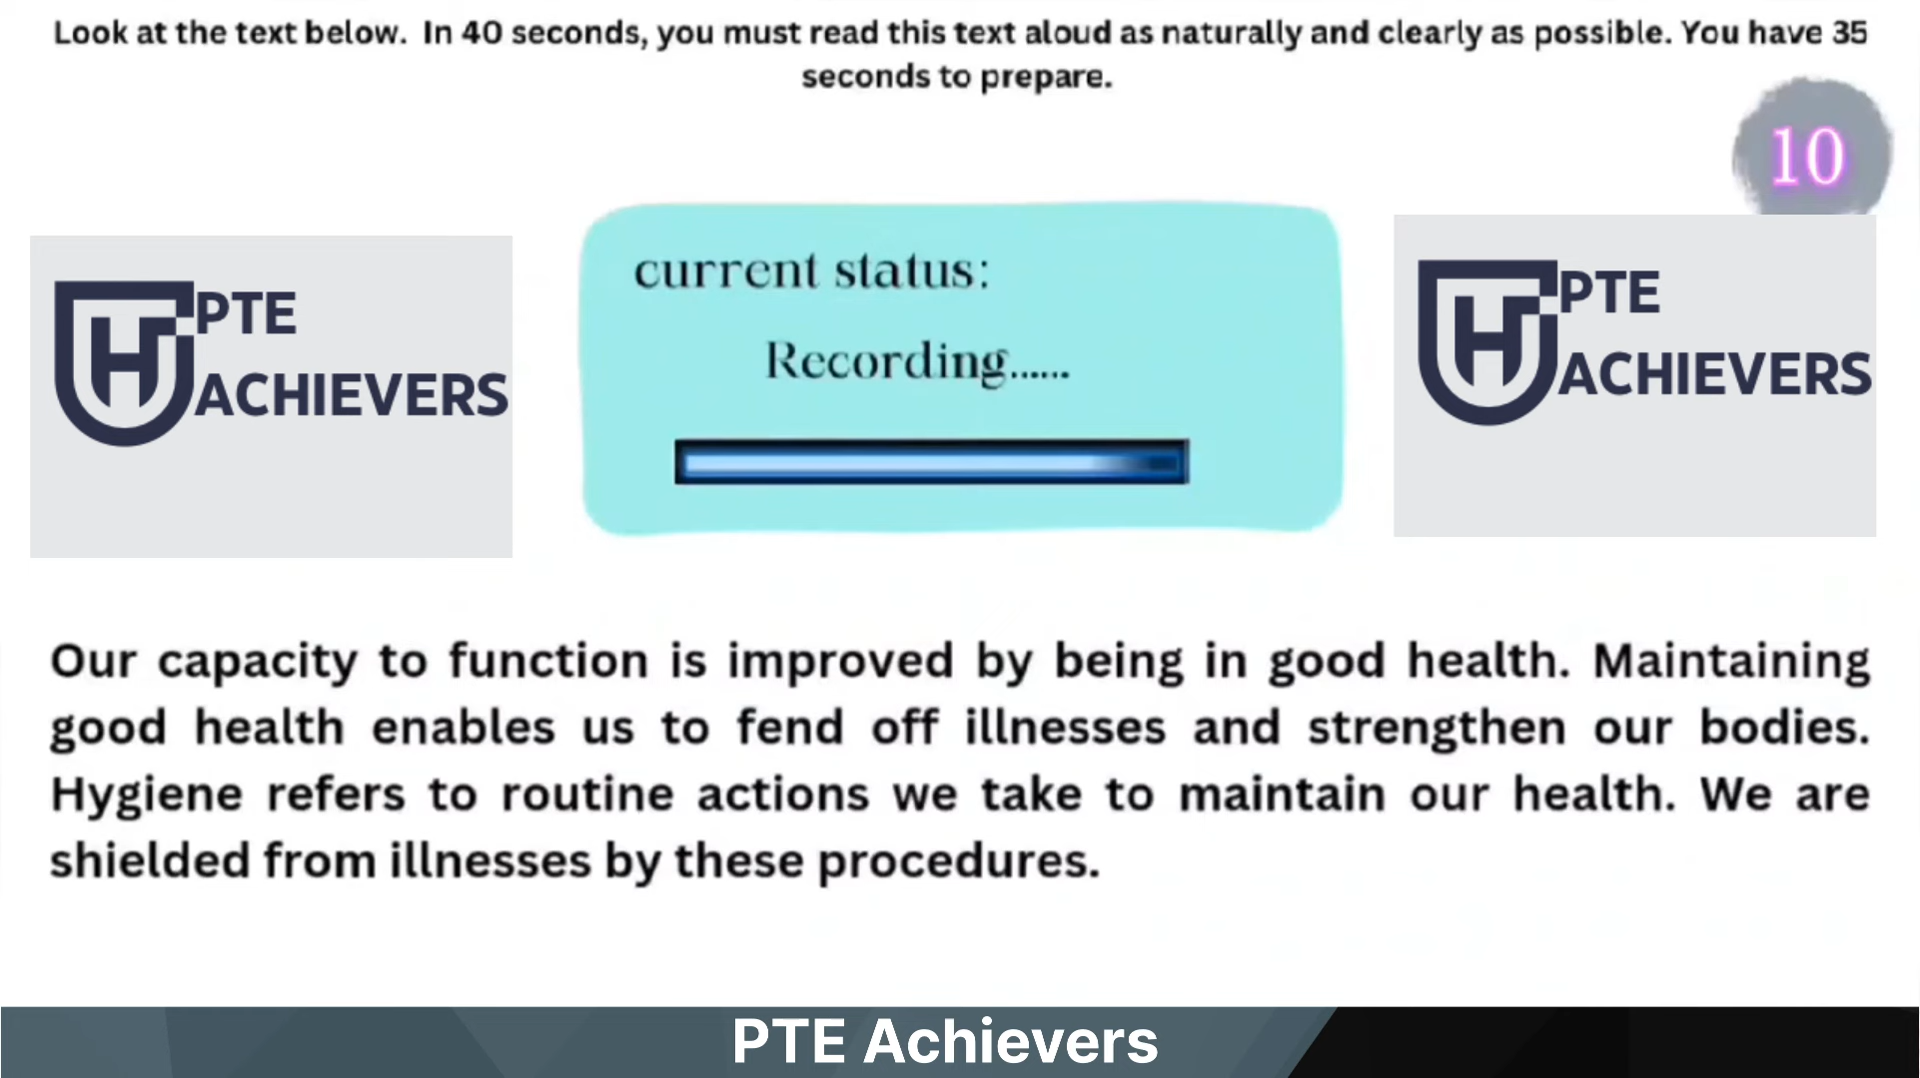 Look at the text below. In 40 seconds, you must read this text aloud as naturally and clearly as possible. You have 35
seconds to prepare.
10
PTE
ACHIEVERS
current status:
Recording......
PTE
ACHIEVERS
Our capacity to function is improved by being in good health. Maintaining
good health enables us to fend off illnesses and strengthen our bodies.
Hygiene refers to routine actions we take to maintain our health. We are
shielded from illnesses by these procedures.
PTE Achievers